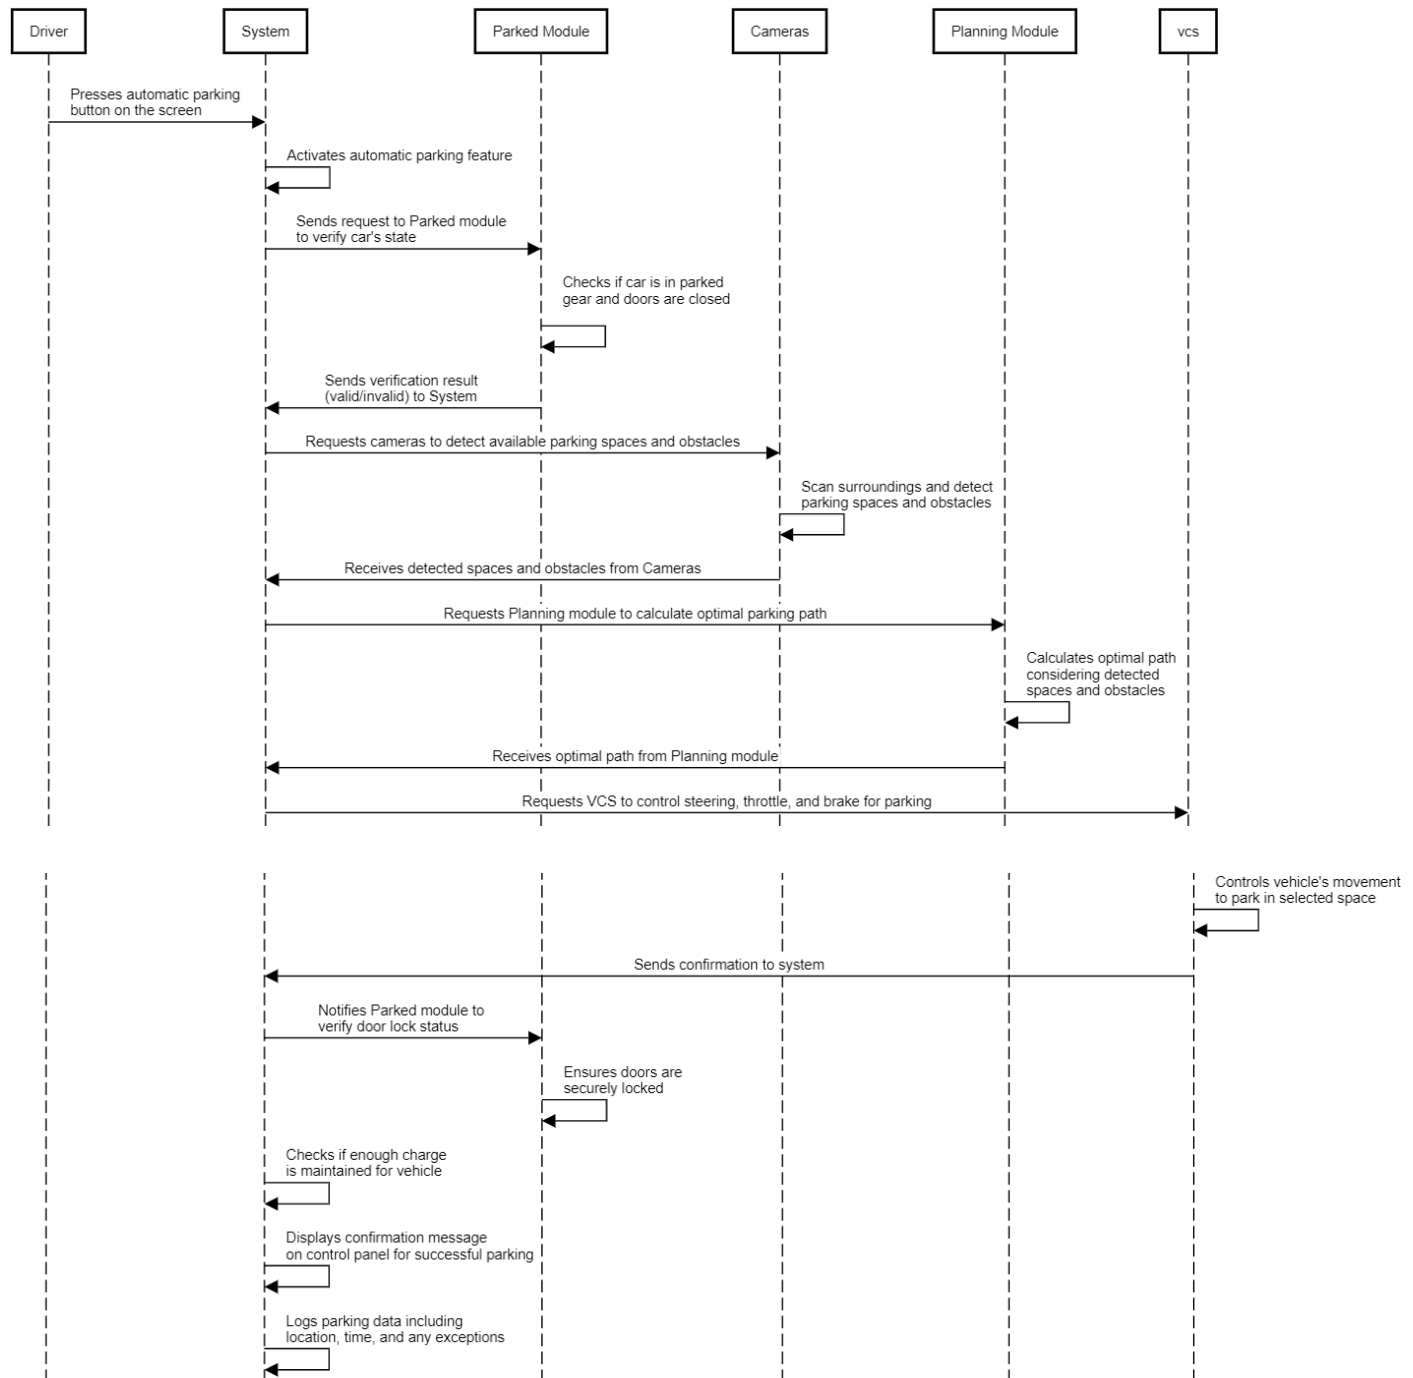 Driver
System
Parked Module
Cameras
Planning Module
vcs
Presses automatic parking
button on the screen
Activates automatic parking feature
Sends request to Parked module
to verify car's state
Checks if car is in parked
gear and doors are closed
Sends verification result
(valid/invalid) to System
Requests cameras to detect available parking spaces and obstacles
Scan surroundings and detect
parking spaces and obstacles
Receives detected spaces and obstacles from Cameras
Requests Planning module to calculate optimal parking path
Calculates optimal path
considering detected
spaces and obstacles
Receives optimal path from Planning module
Requests VCS to control steering, throttle, and brake for parking
Controls vehicle's movement
to park in selected space
Sends confirmation to system
Notifies Parked module to
verify door lock status
Ensures doors are
securely locked
Checks if enough charge
is maintained for vehicle
Displays confirmation message
on control panel for successful parking
Logs parking data including
location, time, and any exceptions